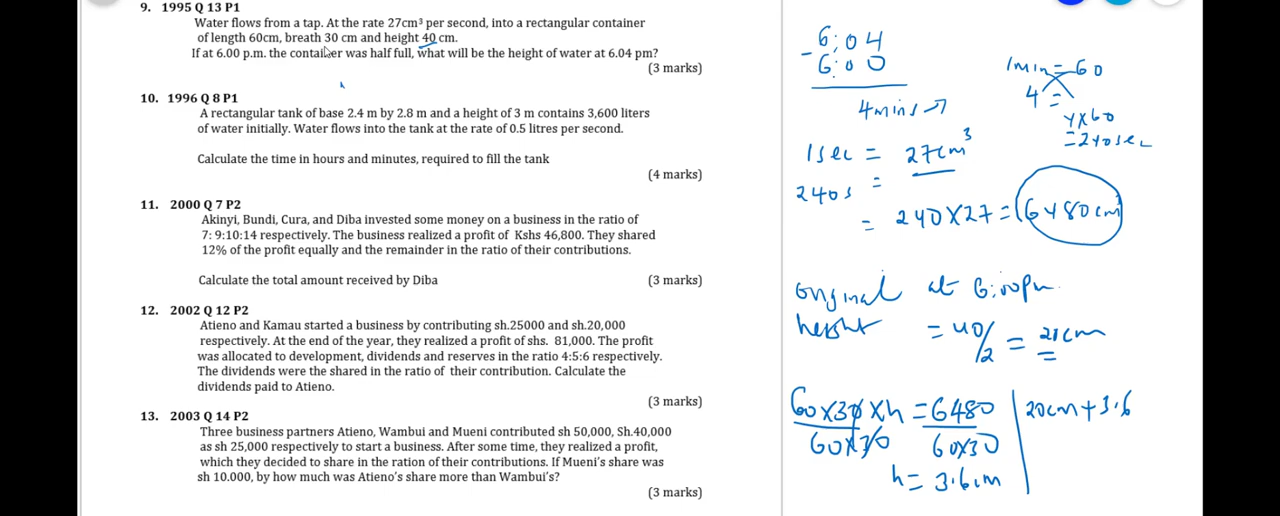 9. 1995 Q 13 P1
Water flows from a tap. At the rate 27cm³ per second, into a rectangular container
of length 60cm, breath 30 cm and height 40 cm.
If at 6.00 p.m. the container was half full, what will be the height of water at 6.04 pm?
(3 marks)
10. 1996 Q 8 P1
A rectangular tank of base 2.4 m by 2.8 m and a height of 3 m contains 3,600 liters
of water initially. Water flows into the tank at the rate of 0.5 litres per second.
Calculate the time in hours and minutes, required to fill the tank
(4 marks)
11. 2000 Q 7 P2
Akinyi, Bundi, Cura, and Diba invested some money on a business in the ratio of
7: 9:10:14 respectively. The business realized a profit of Kshs 46,800. They shared
12% of the profit equally and the remainder in the ratio of their contributions.
Calculate the total amount received by Diba (3 marks)
12. 2002 Q 12 P2
Atieno and Kamau started a business by contributing sh.25000 and sh.20,000
respectively. At the end of the year, they realized a profit of shs. 81,000. The profit
was allocated to development, dividends and reserves in the ratio 4:5:6 respectively.
The dividends were the shared in the ratio of their contribution. Calculate the
dividends paid to Atieno.
(3 marks)
13. 2003 Q 14 P2
Three business partners Atieno, Wambui and Mueni contributed sh 50,000, Sh.40,000
as sh 25,000 respectively to start a business. After some time, they realized a profit,
which they decided to share in the ration of their contributions. If Mueni's share was
sh 10.000, by how much was Atieno's share more than Wambui's?
(3 marks)
6:04
- 6:00
4mins
1min = 60
4 =
4X60
= 240sec
1sec = 27cm³
240s =
= 240X27 = 6480cm
original at 6:00pm
height = 40/2 = 20cm
60X30Xh = 6480
60X30 60X30
h = 3.6cm
20cm + 3.6